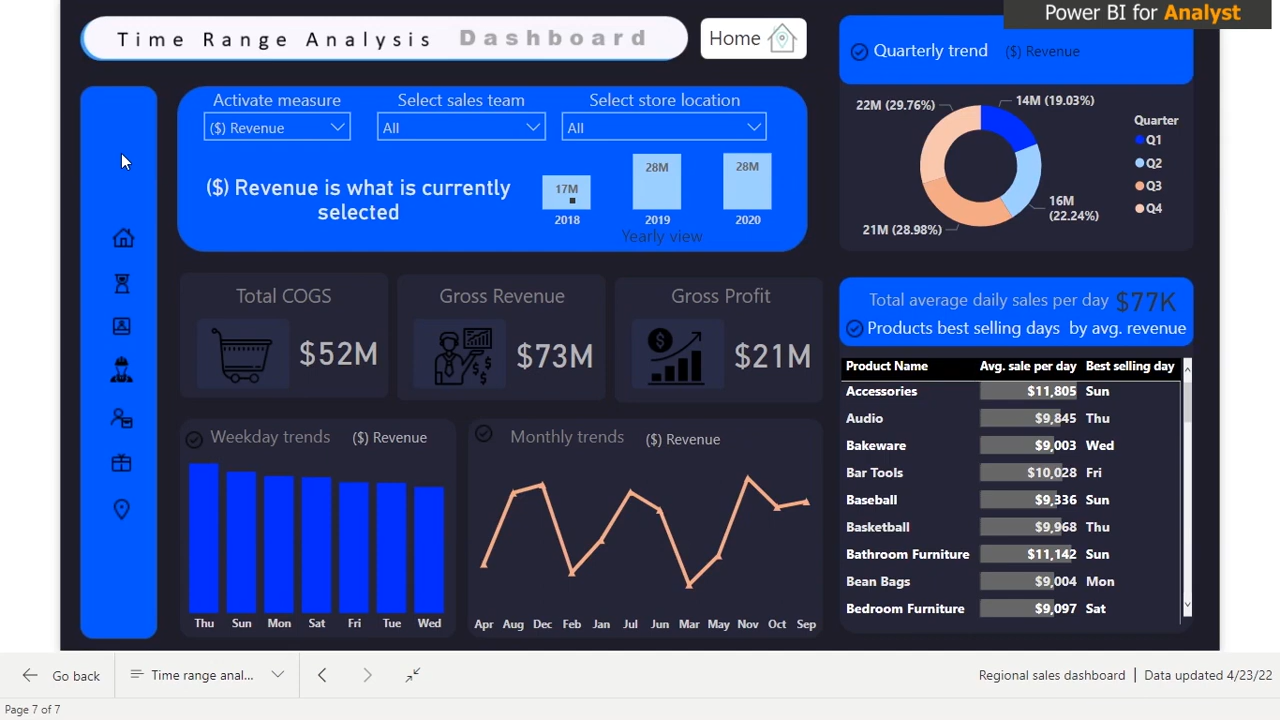 Power BI for Analyst
Time Range Analysis Dashboard
Home
Quarterly trend ($) Revenue
Activate measure
Select sales team
Select store location
($) Revenue
All
All
($) Revenue is what is currently
selected
17M
28M
28M
2018
2019
2020
Yearly view
22M (29.76%)
14M (19.03%)
16M
(22.24%)
21M (28.98%)
Quarter
Q1
Q2
Q3
Q4
Total COGS
$52M
Gross Revenue
$73M
Gross Profit
$21M
Total average daily sales per day $77K
Products best selling days by avg. revenue
Product Name Avg. sale per day Best selling day
Accessories $11,805 Sun
Audio $9,845 Thu
Bakeware $9,003 Wed
Bar Tools $10,028 Fri
Baseball $9,336 Sun
Basketball $9,968 Thu
Bathroom Furniture $11,142 Sun
Bean Bags $9,004 Mon
Bedroom Furniture $9,097 Sat
Weekday trends ($) Revenue
Thu Sun Mon Sat Fri Tue Wed
Monthly trends ($) Revenue
Apr Aug Dec Feb Jan Jul Jun Mar May Nov Oct Sep
Go back
Time range anal...
Regional sales dashboard | Data updated 4/23/22
Page 7 of 7